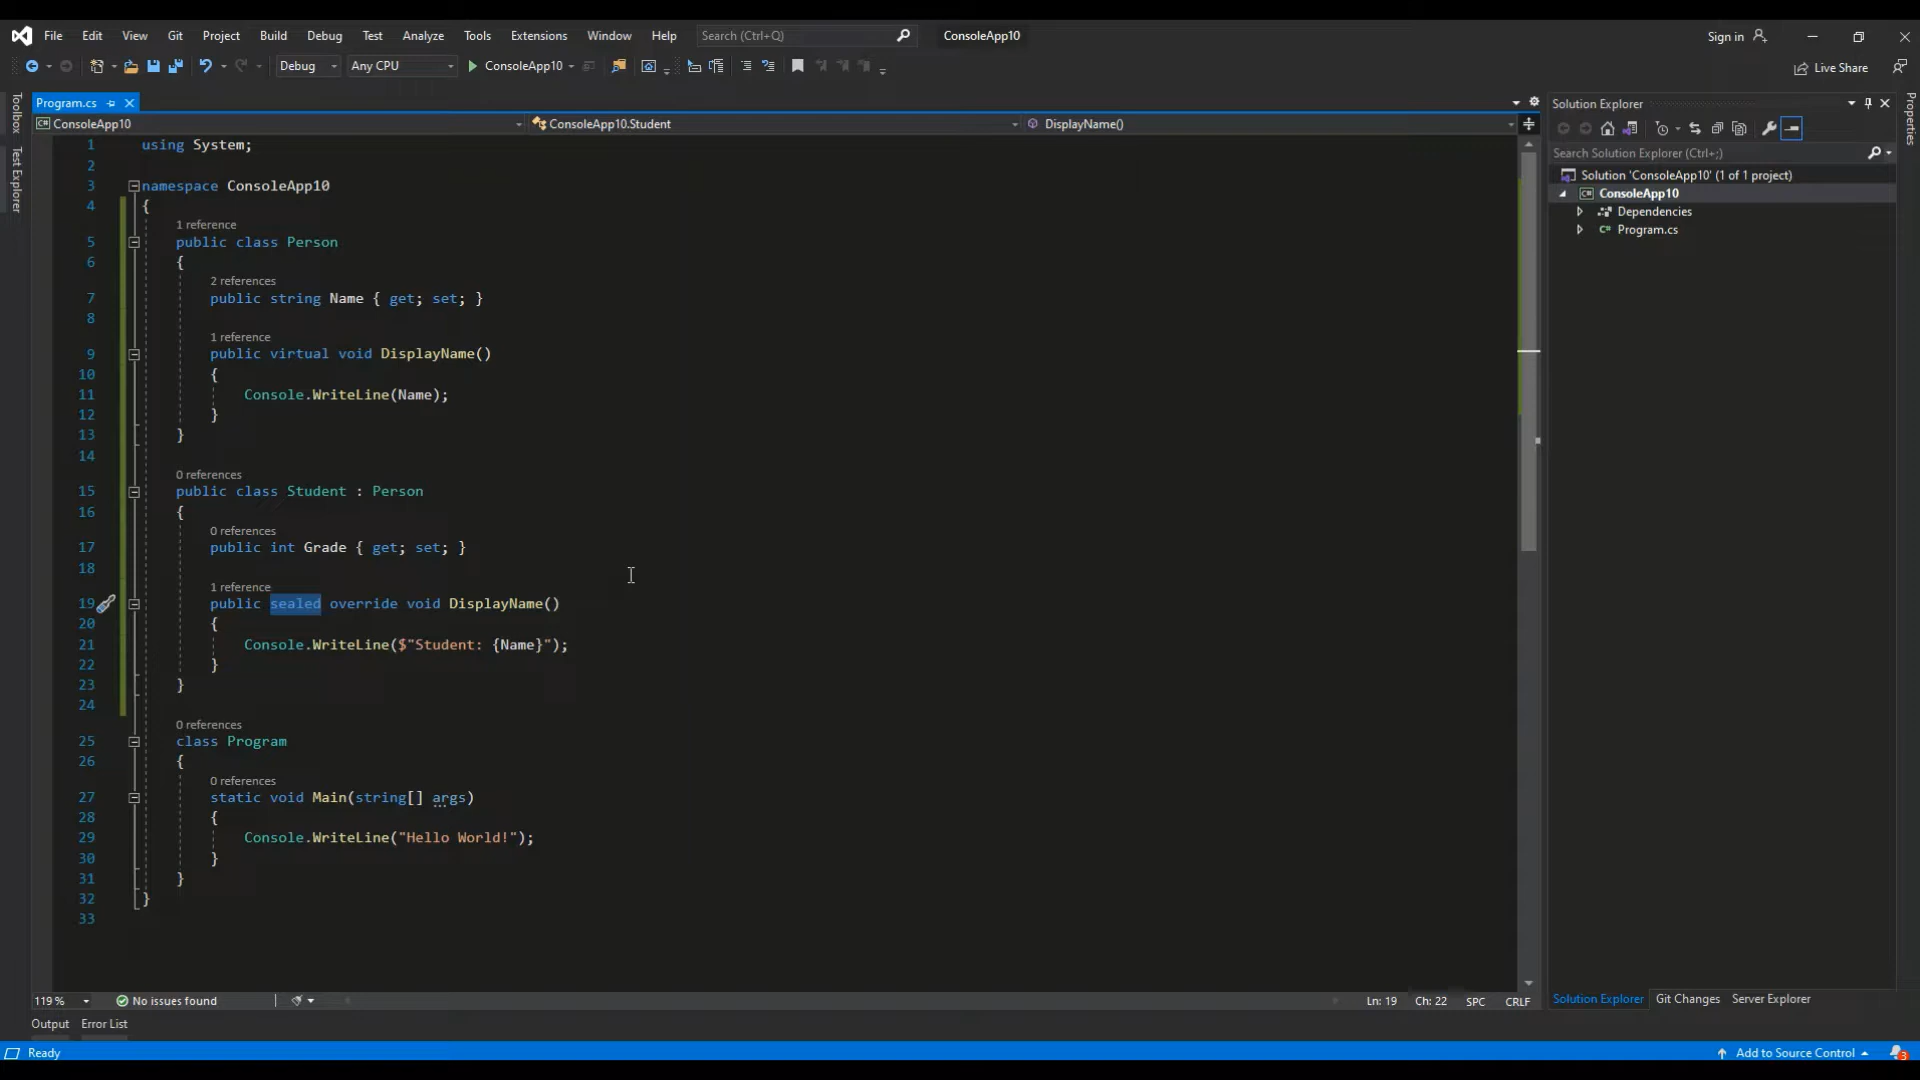 File Edit View Git Project Build Debug Test Analyze Tools Extensions Window Help Search (Ctrl+Q) ConsoleApp10 Sign in
Debug Any CPU ConsoleApp10 Live Share
Toolbox
Test Explorer
Program.cs
ConsoleApp10 ConsoleApp10.Student DisplayName()
1 using System;
2
3 namespace ConsoleApp10
4 {
1 reference
5 public class Person
6 {
2 references
7 public string Name { get; set; }
8
1 reference
9 public virtual void DisplayName()
10 {
11 Console.WriteLine(Name);
12 }
13 }
14
0 references
15 public class Student : Person
16 {
0 references
17 public int Grade { get; set; }
18
1 reference
19 public sealed override void DisplayName()
20 {
21 Console.WriteLine($"Student: {Name}");
22 }
23 }
24
0 references
25 class Program
26 {
0 references
27 static void Main(string[] args)
28 {
29 Console.WriteLine("Hello World!");
30 }
31 }
32 }
33
119 % No issues found Ln: 19 Ch: 22 SPC CRLF
Solution Explorer
Search Solution Explorer (Ctrl+;)
Solution 'ConsoleApp10' (1 of 1 project)
ConsoleApp10
Dependencies
C# Program.cs
Solution Explorer Git Changes Server Explorer
Properties
Output Error List
Ready Add to Source Control 3